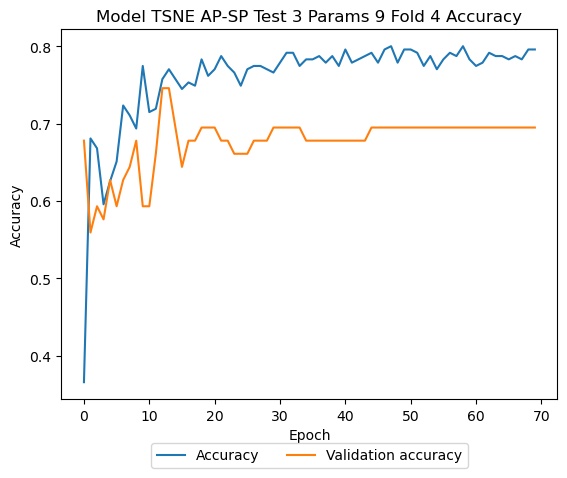 Model TSNE AP-SP Test 3 Params 9 Fold 4 Accuracy
0.8
0.7
0.6
0.5
0.4
Accuracy
0 10 20 30 40 50 60 70
Epoch
Accuracy Validation accuracy